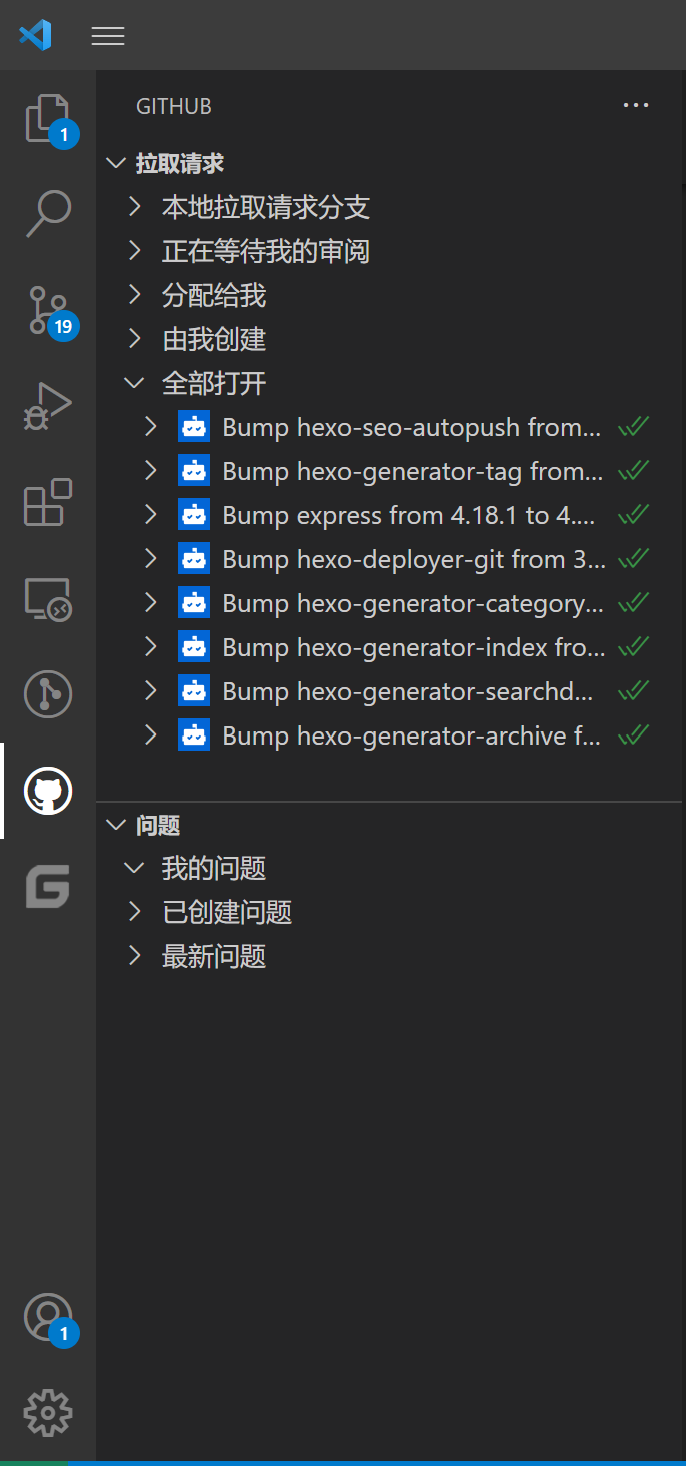 GITHUB
1
拉取请求
本地拉取请求分支
正在等待我的审阅
分配给我
19
由我创建
全部打开
Bump hexo-seo-autopush from...
Bump hexo-generator-tag from...
Bump express from 4.18.1 to 4....
Bump hexo-deployer-git from 3...
Bump hexo-generator-category...
Bump hexo-generator-index fro...
Bump hexo-generator-searchd...
Bump hexo-generator-archive f...
问题
我的问题
已创建问题
最新问题
1